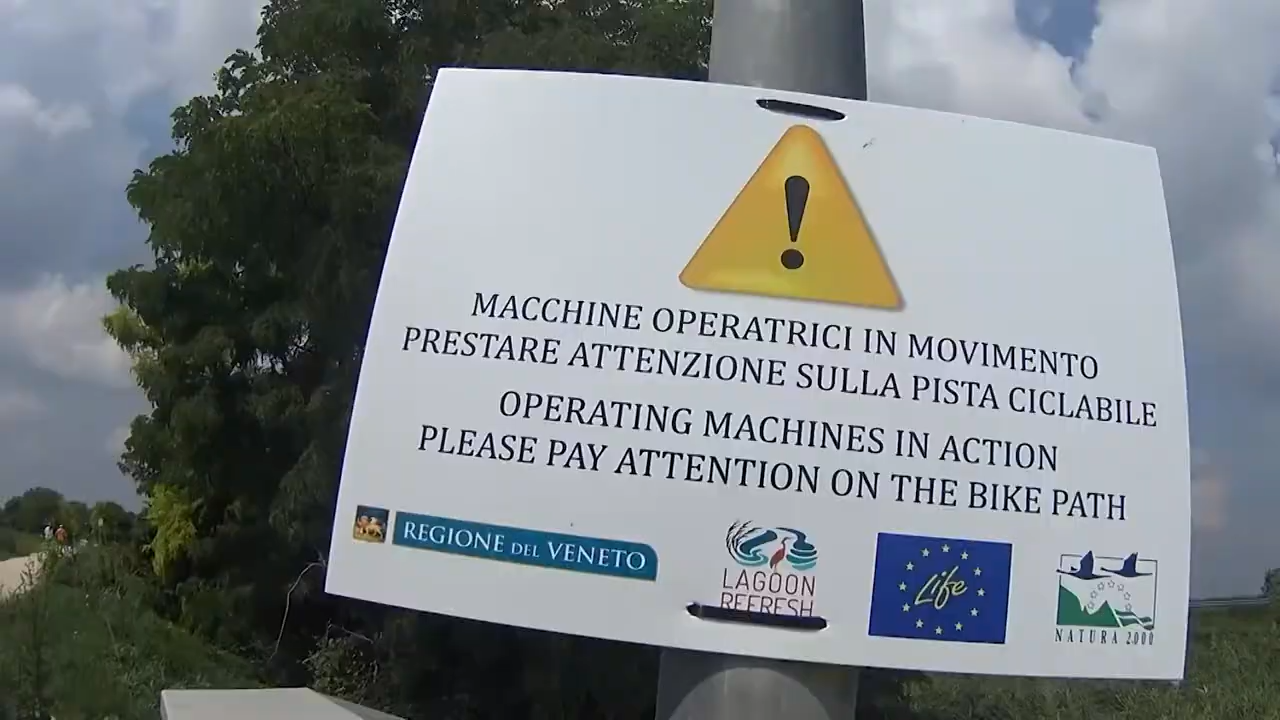 MACCHINE OPERATRICI IN MOVIMENTO
PRESTARE ATTENZIONE SULLA PISTA CICLABILE
OPERATING MACHINES IN ACTION
PLEASE PAY ATTENTION ON THE BIKE PATH
REGIONE DEL VENETO
LAGOON
REFRESH
Life
NATURA 2000